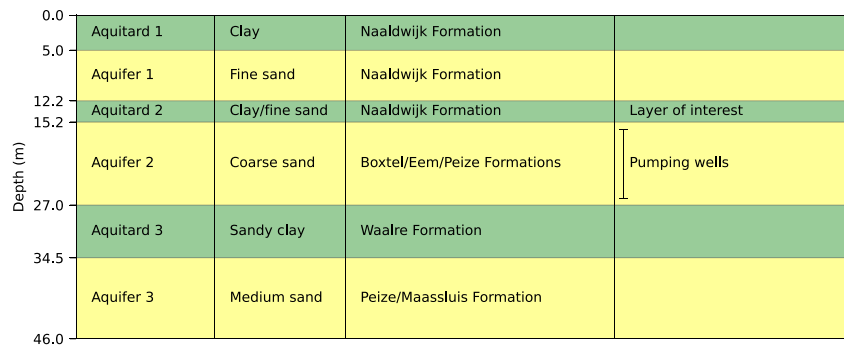 0.0
Aquitard 1 Clay Naaldwijk Formation
5.0
Aquifer 1 Fine sand Naaldwijk Formation
12.2
Aquitard 2 Clay/fine sand Naaldwijk Formation Layer of interest
15.2
Aquifer 2 Coarse sand Boxtel/Eem/Peize Formations Pumping wells
Depth (m)
27.0
Aquitard 3 Sandy clay Waalre Formation
34.5
Aquifer 3 Medium sand Peize/Maassluis Formation
46.0